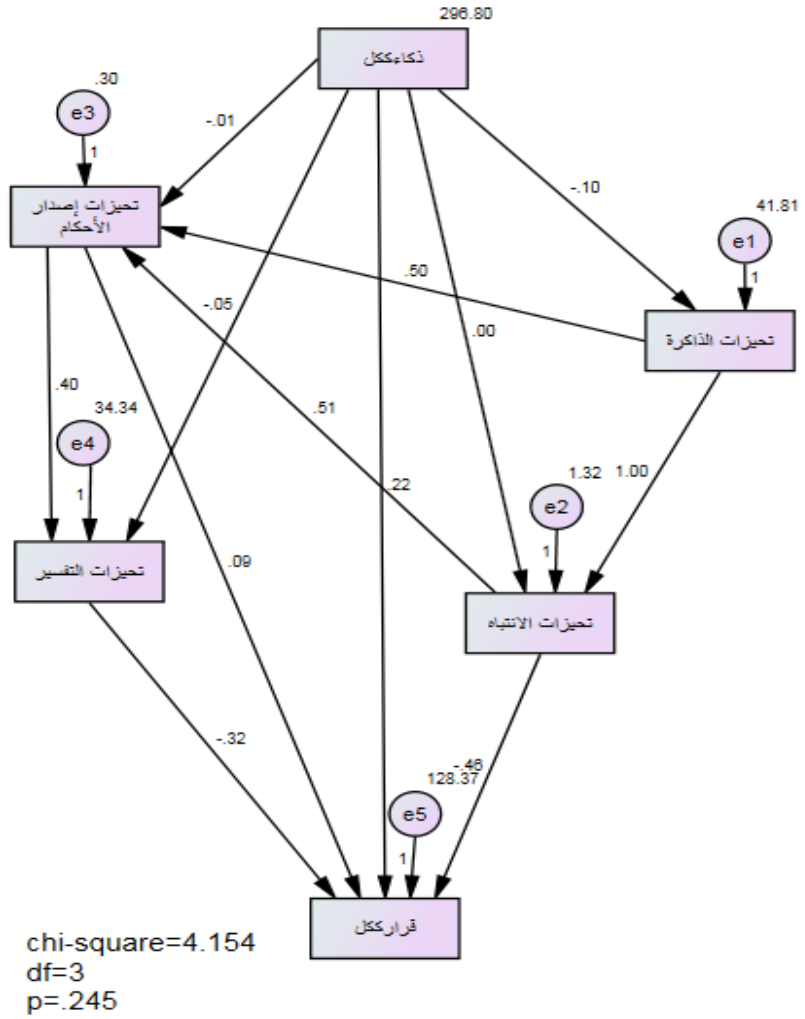 296.80
ذكاءككل
.30
e3
1
-.01
-.10
تحيزات إصدار
الأحكام
41.81
e1
1
.50
-.05
.00
تحيزات الذاكرة
.40
34.34
e4
1
.51
.22
1.32
1.00
e2
1
تحيزات التفسير
.09
تحيزات الانتباه
-.32
-.46
128.37
e5
1
قرارككل
chi-square=4.154
df=3
p=.245